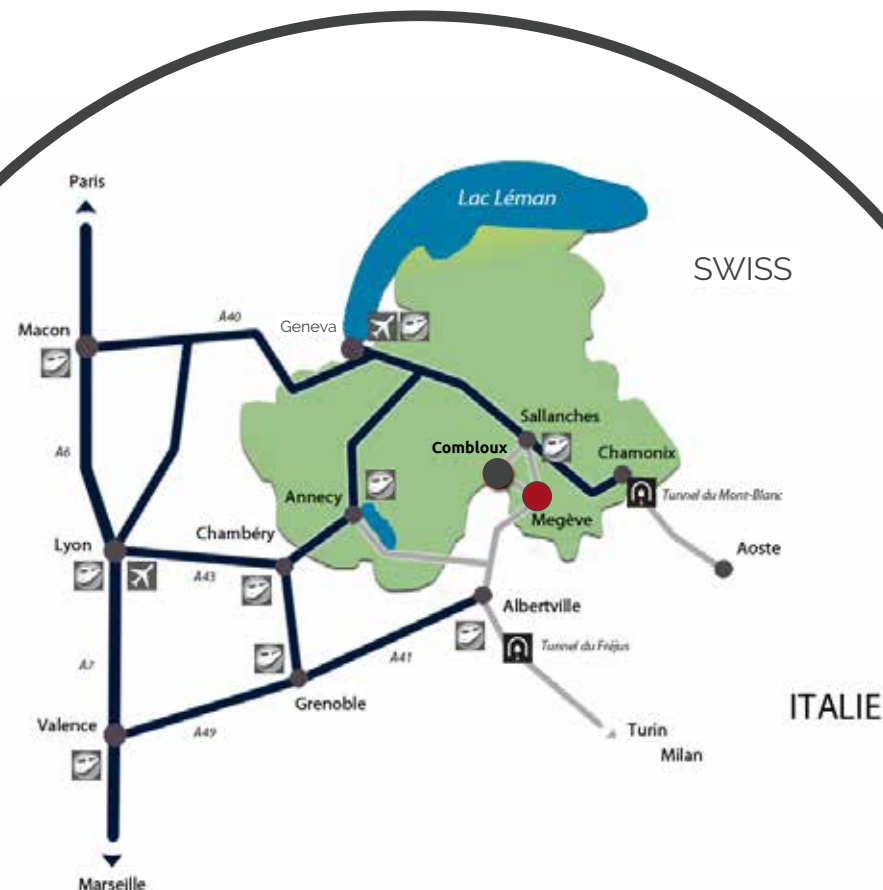 Paris
Lac Léman
SWISS
Macon
A40
Geneva
Sallanches
Combloux
Chamonix
A6
Annecy
Tunnel du Mont-Blanc
Megève
Lyon
Chambéry
Aoste
A43
Albertville
Tunnel du Fréjus
A7
A41
Grenoble
ITALIE
Valence
A49
Turin
Milan
Marseille